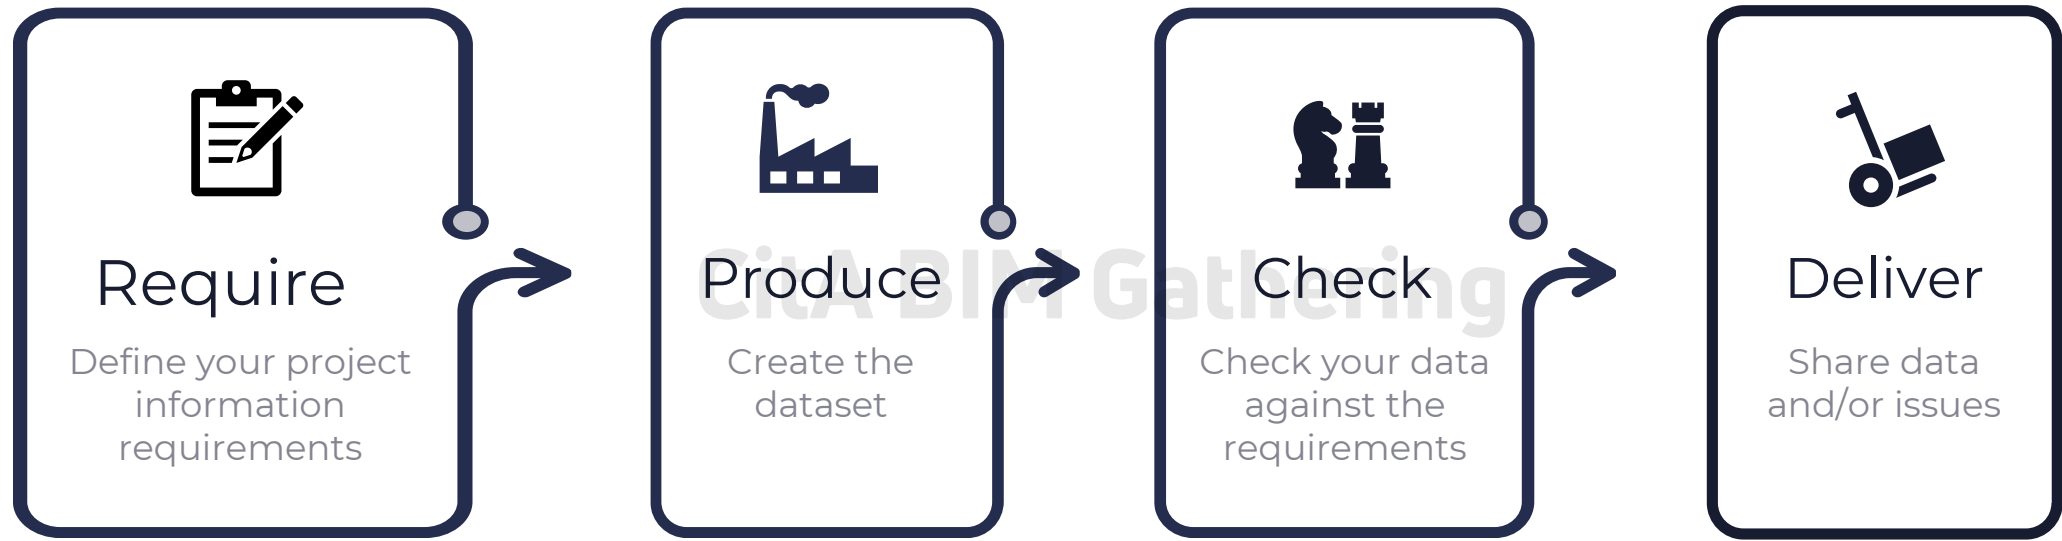 Require
Define your project
information
requirements
Produce
Create the
dataset
Check
Check your data
against the
requirements
Deliver
Share data
and/or issues
CitA BIM Gathering